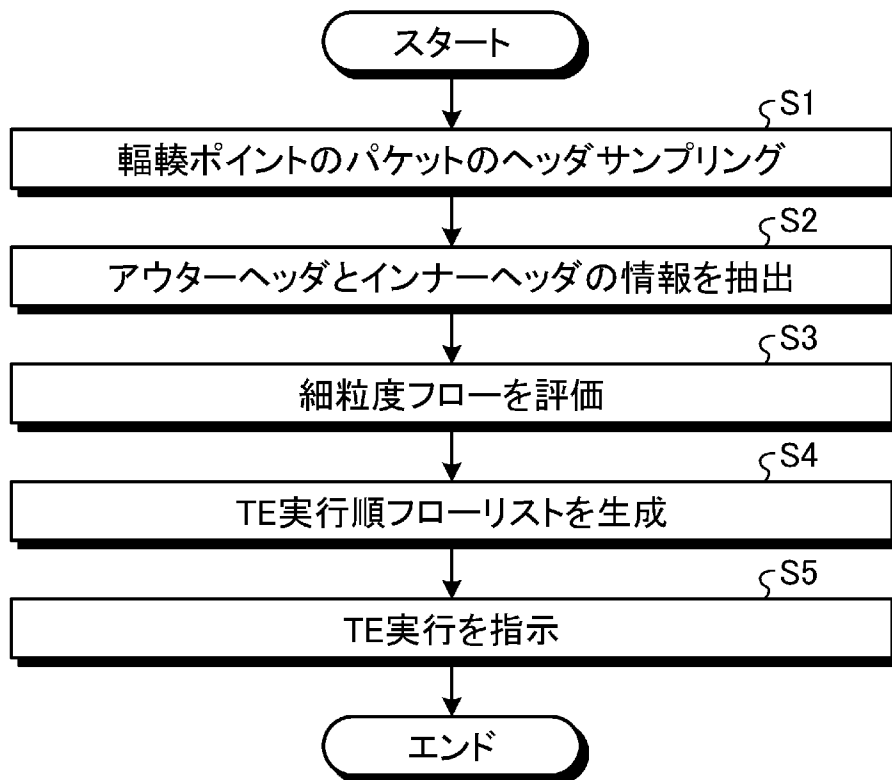 スタート
S1
輻輳ポイントのパケットのヘッダサンプリング
S2
アウターヘッダとインナーヘッダの情報を抽出
S3
細粒度フローを評価
S4
TE実行順フローリストを生成
S5
TE実行を指示
エンド